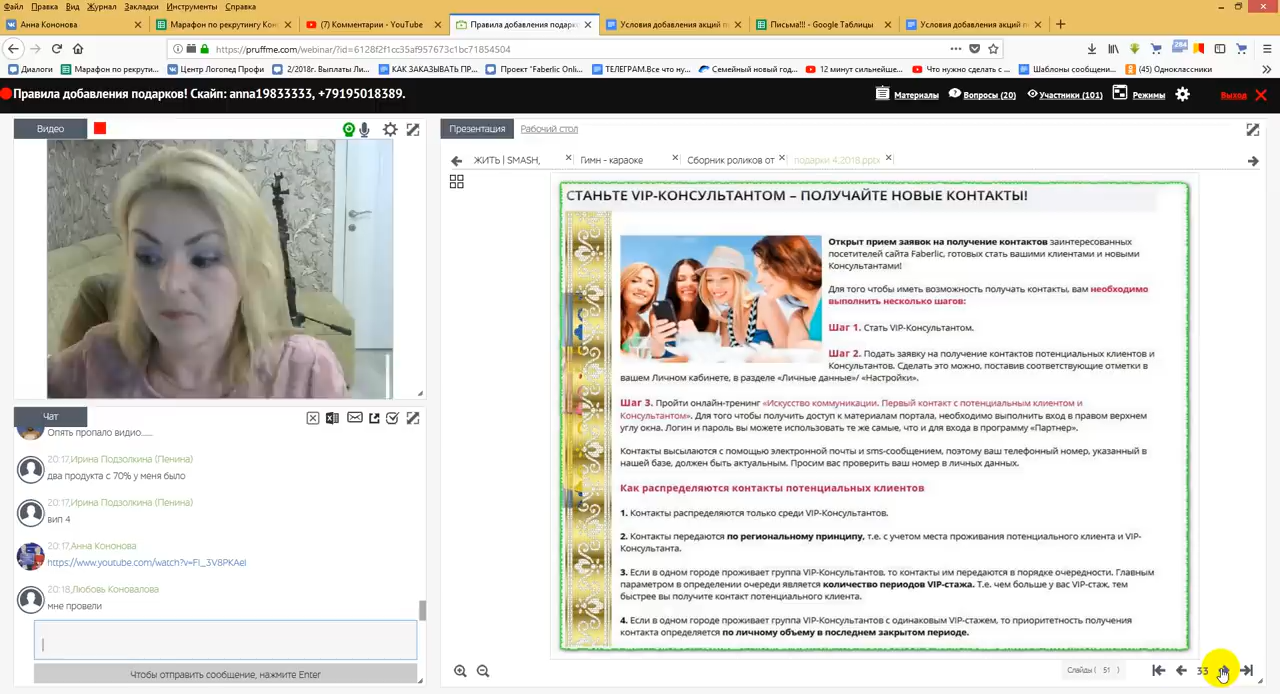 Файл Правка Вид Журнал Закладки Инструменты Справка
Анна Кононова
Марафон по рекрутингу Кон
(7) Комментарии - YouTube
Правила добавления подарк
Условия добавления акций п
Письма!!! - Google Таблицы
Условия добавления акций п
https://pruffme.com/webinar/?id=6128f2f1cc35af957673c1bc71854504
284
Диалоги
Марафон по рекрути...
Центр Логопед Профи
2/2018г. Выплаты Ли...
КАК ЗАКАЗЫВАТЬ ПР...
Проект "Faberlic Onli...
ТЕЛЕГРАМ.Все что ну...
Семейный новый год...
12 минут сильнейше...
Что нужно сделать с ...
Шаблоны сообщени...
(45) Одноклассники
Правила добавления подарков! Скайп: anna19833333, +79195018389.
Материалы
Вопросы (20)
Участники (101)
Режимы
Выход
Видео
Презентация
Рабочий стол
ЖИТЬ | SMASH,
Гимн - караоке
Сборник роликов от
подарки 4,2018.pptx
СТАНЬТЕ VIP-КОНСУЛЬТАНТОМ – ПОЛУЧАЙТЕ НОВЫЕ КОНТАКТЫ!
Открыт прием заявок на получение контактов заинтересованных
посетителей сайта Faberlic, готовых стать вашими клиентами и новыми
Консультантами!
Для того чтобы иметь возможность получать контакты, вам необходимо
выполнить несколько шагов:
Шаг 1. Стать VIP-Консультантом.
Шаг 2. Подать заявку на получение контактов потенциальных клиентов и
Консультантов. Сделать это можно, поставив соответствующие отметки в
вашем Личном кабинете, в разделе «Личные данные»/ «Настройки».
Шаг 3. Пройти онлайн-тренинг «Искусство коммуникации. Первый контакт с потенциальным клиентом и
Консультантом». Для того чтобы получить доступ к материалам портала, необходимо выполнить вход в правом верхнем
углу окна. Логин и пароль вы можете использовать те же самые, что и для входа в программу «Партнер».
Контакты высылаются с помощью электронной почты и sms-сообщением, поэтому ваш телефонный номер, указанный в
нашей базе, должен быть актуальным. Просим вас проверить ваш номер в личных данных.
Как распределяются контакты потенциальных клиентов
1. Контакты распределяются только среди VIP-Консультантов.
2. Контакты передаются по региональному принципу, т.е. с учетом места проживания потенциального клиента и VIP-
Консультанта.
3. Если в одном городе проживает группа VIP-Консультантов, то контакты им передаются в порядке очередности. Главным
параметром в определении очереди является количество периодов VIP-стажа. Т.е. чем больше у вас VIP-стаж, тем
быстрее вы получите контакт потенциального клиента.
4. Если в одном городе проживает группа VIP-Консультантов с одинаковым VIP-стажем, то приоритетность получения
контакта определяется по личному объему в последнем закрытом периоде.
Чат
Опять пропало видио......
20:17,Ирина Подзолкина (Пенина)
два продукта с 70% у меня было
20:17,Ирина Подзолкина (Пенина)
вип 4
20:17,Анна Кононова
https://www.youtube.com/watch?v=Fl_3V8PKAeI
20:18,Любовь Коновалова
мне провели
Чтобы отправить сообщение, нажмите Enter
Слайды ( 51 )
33